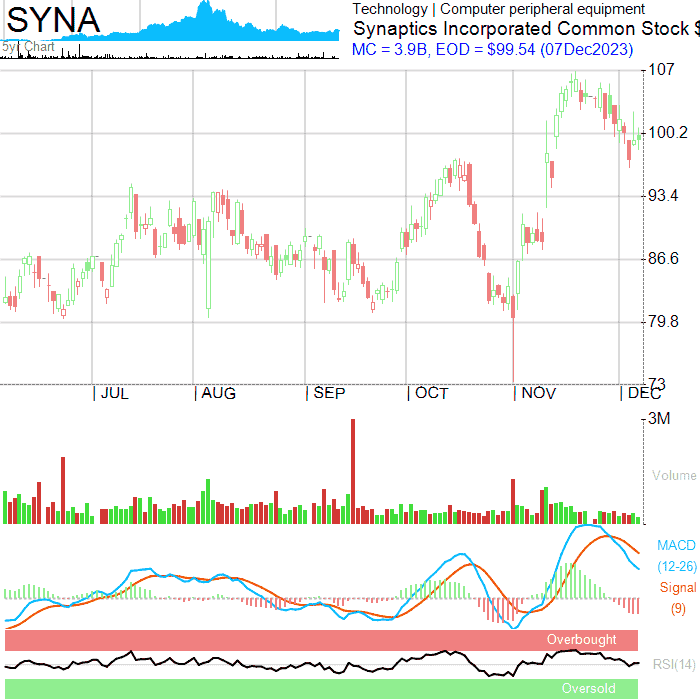 SYNA
5yr Chart
Technology | Computer peripheral equipment
Synaptics Incorporated Common Stock $
MC = 3.9B, EOD = $99.54 (07Dec2023)
107
100.2
93.4
86.6
79.8
73
JUL AUG SEP OCT NOV DEC
3M
Volume
MACD
(12-26)
Signal
(9)
Overbought
RSI(14)
Oversold